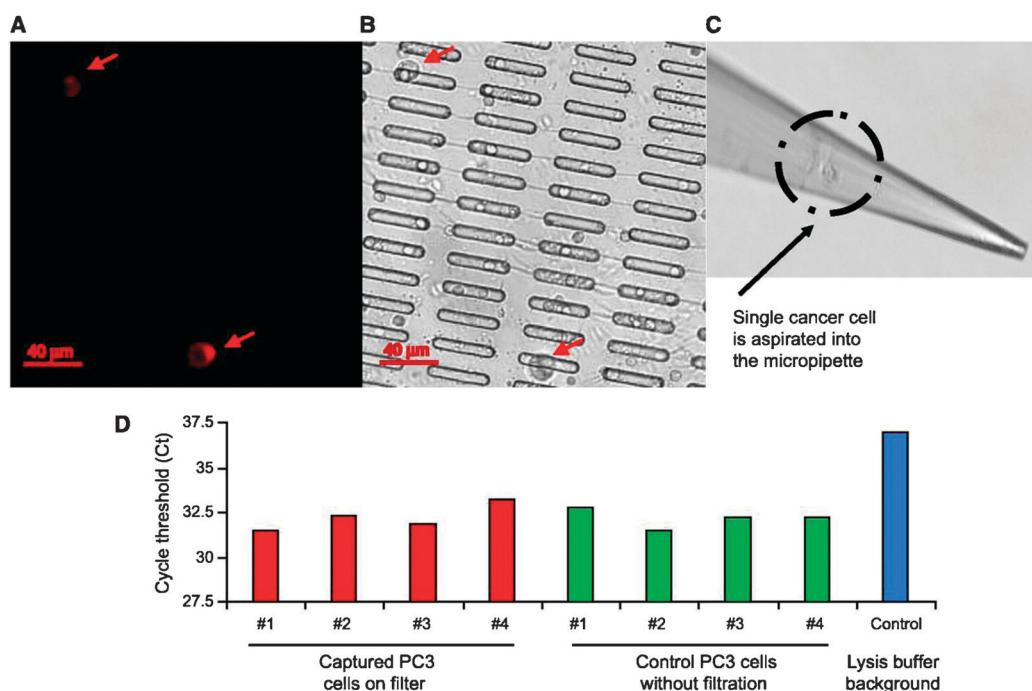 A
B
C
40 μm
40 μm
Single cancer cell
is aspirated into
the micropipette
D
Cycle threshold (Ct)
37.5
35
32.5
30
27.5
#1
#2
#3
#4
#1
#2
#3
#4
Control
Captured PC3
cells on filter
Control PC3 cells
without filtration
Lysis buffer
background